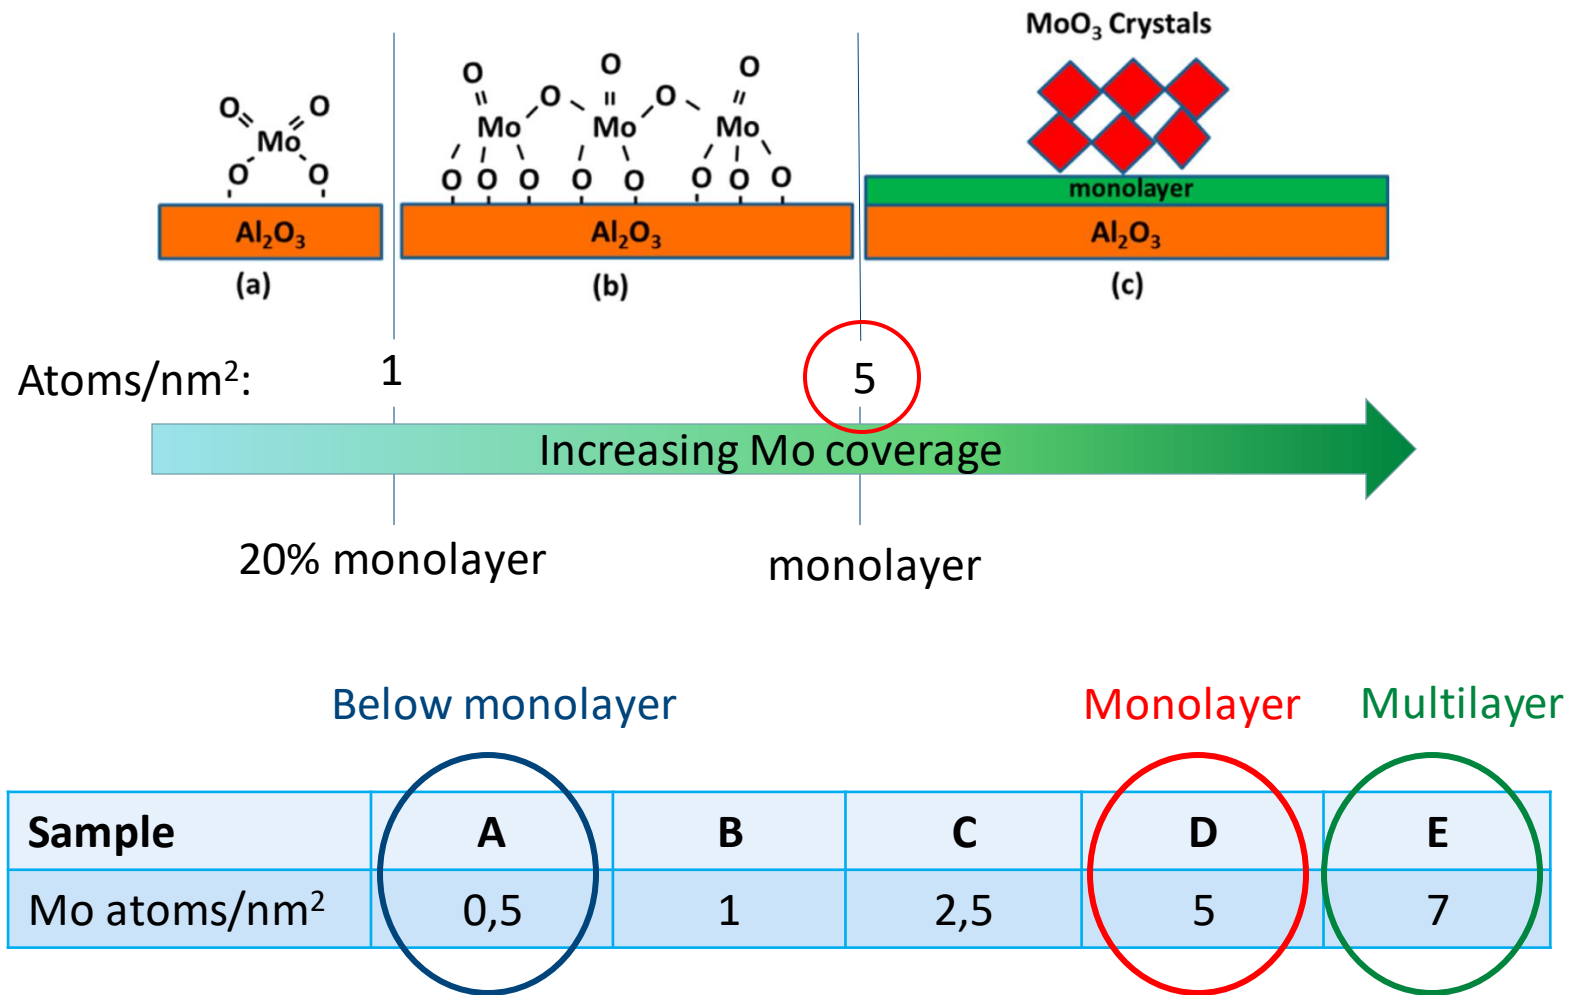 MoO₃ Crystals
O O O
O O O O
Mo Mo Mo Mo
O O O O O O O O O O
monolayer
Al₂O₃ Al₂O₃ Al₂O₃
(a) (b) (c)
Atoms/nm²: 1 5
Increasing Mo coverage
20% monolayer monolayer
Below monolayer Monolayer Multilayer
Sample A B C D E
Mo atoms/nm² 0,5 1 2,5 5 7